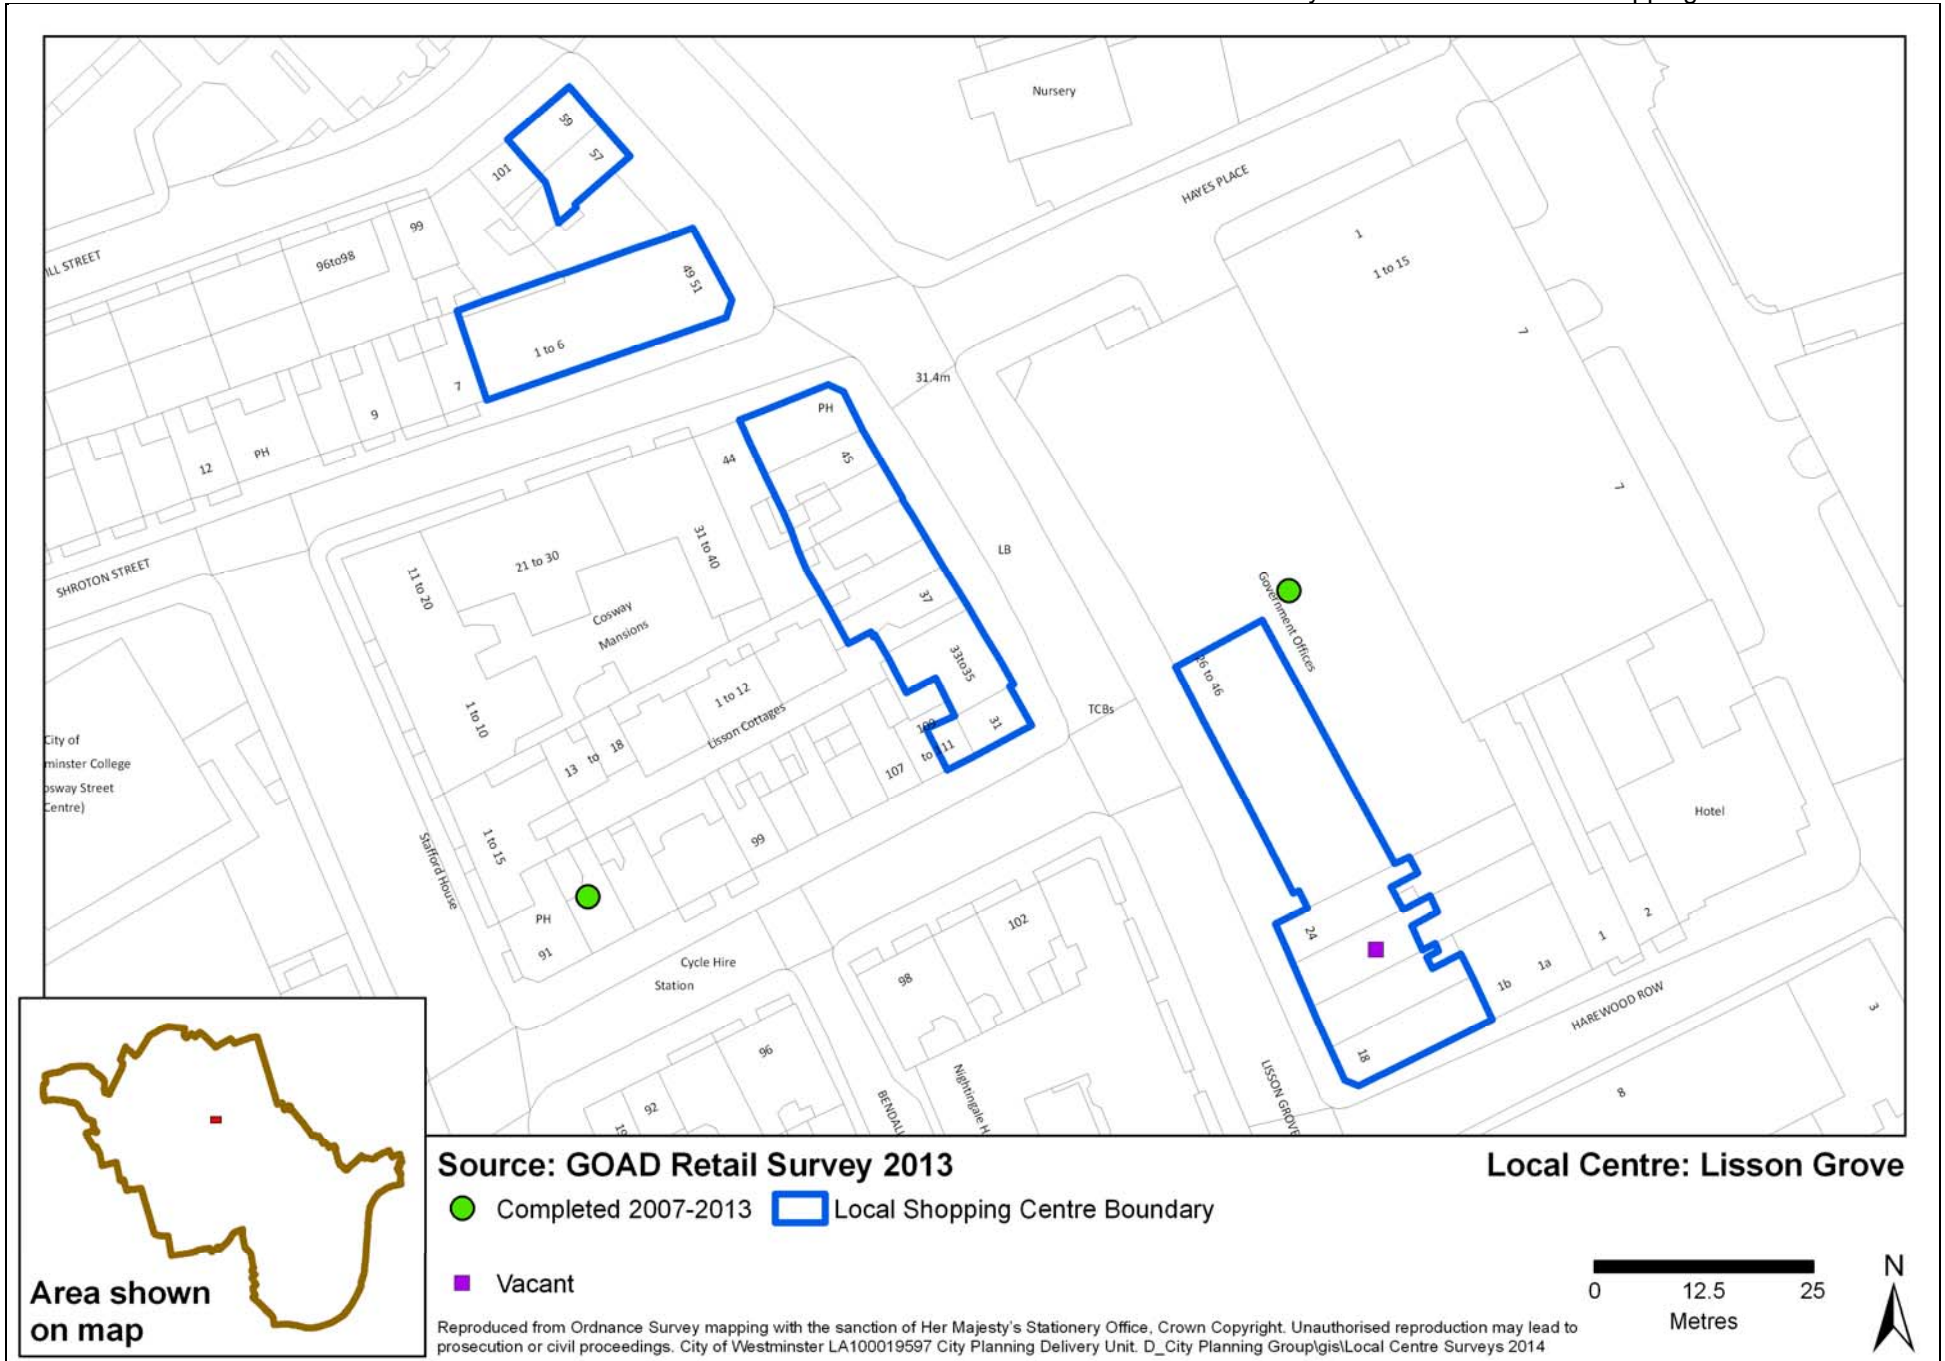 Nursery
HAYES PLACE
59
57
101
99
96to98
ILL STREET
49 51
1 to 6
7
9
12
PH
SHROTON STREET
1
1 to 15
7
7
31.4m
PH
45
44
LB
37
33to35
31
31 to 40
21 to 30
11 to 20
Cosway
Mansions
1 to 12
Lisson Cottages
1 to 10
13 to 18
109
to 111
107
99
TCBs
Government Offices
26 to 46
City of
minster College
osway Street
Centre)
Stafford House
1 to 15
PH
91
Cycle Hire
Station
102
98
96
92
19
BENDALL
Nightingale H
24
18
LISSON GROVE
Hotel
2
1
1a
1b
HAREWOOD ROW
3
8
Area shown
on map
Source: GOAD Retail Survey 2013
Local Centre: Lisson Grove
Completed 2007-2013
Local Shopping Centre Boundary
Vacant
0 12.5 25
Metres
N
Reproduced from Ordnance Survey mapping with the sanction of Her Majesty's Stationery Office, Crown Copyright. Unauthorised reproduction may lead to
prosecution or civil proceedings. City of Westminster LA100019597 City Planning Delivery Unit. D_City Planning Group\gis\Local Centre Surveys 2014